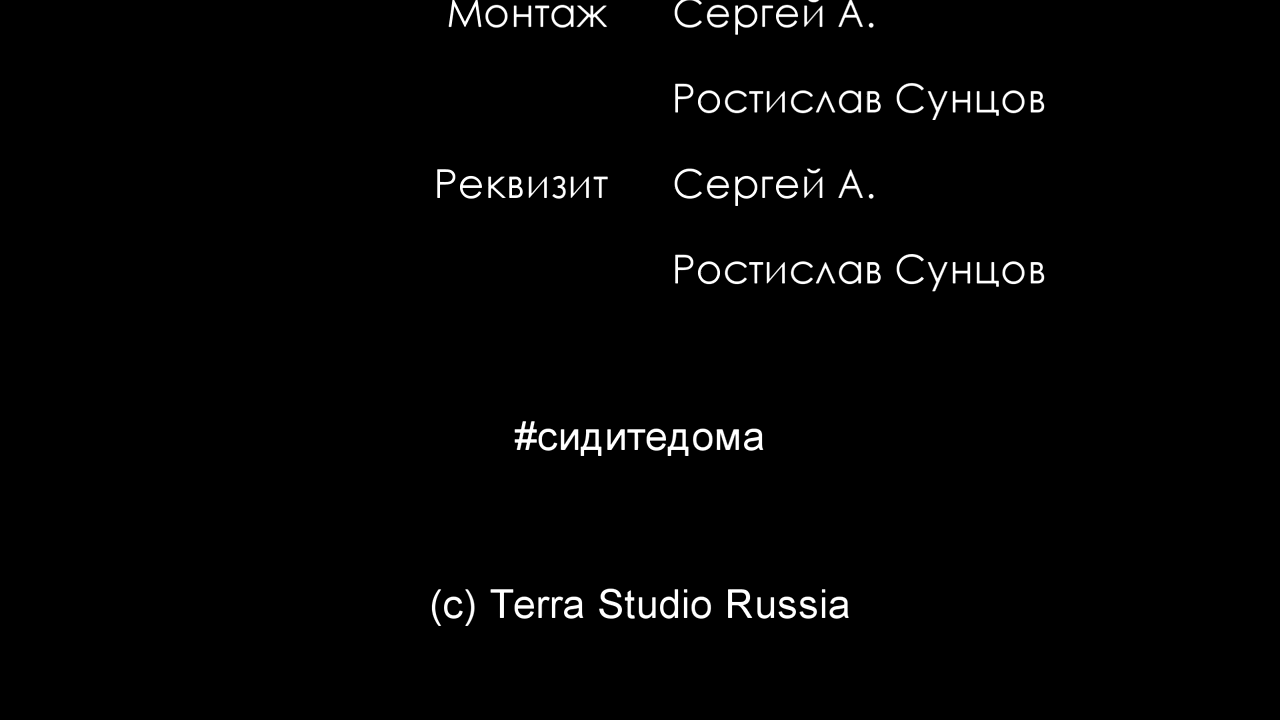 Монтаж Сергей А.
Ростислав Сунцов
Реквизит Сергей А.
Ростислав Сунцов
#сидитедома
(c) Terra Studio Russia